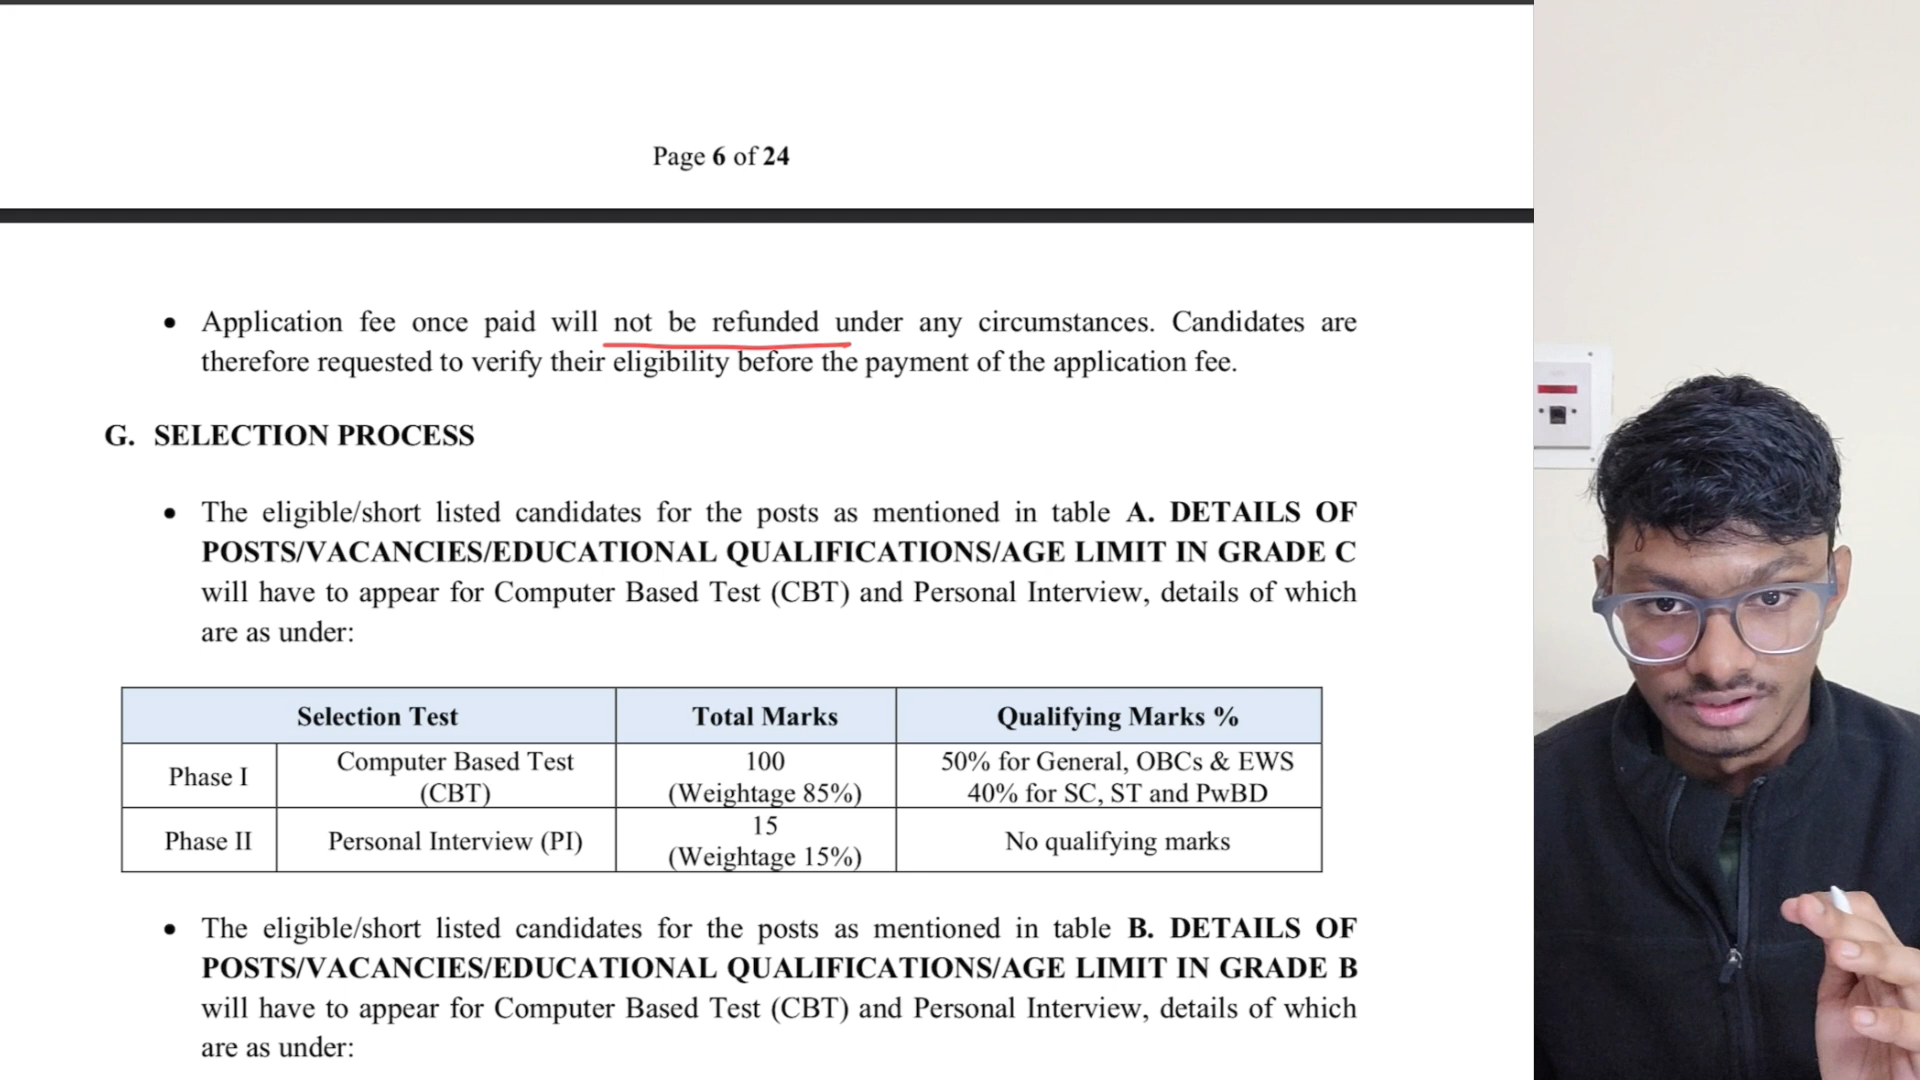 Page 6 of 24
• Application fee once paid will not be refunded under any circumstances. Candidates are
therefore requested to verify their eligibility before the payment of the application fee.
G. SELECTION PROCESS
• The eligible/short listed candidates for the posts as mentioned in table A. DETAILS OF
POSTS/VACANCIES/EDUCATIONAL QUALIFICATIONS/AGE LIMIT IN GRADE C
will have to appear for Computer Based Test (CBT) and Personal Interview, details of which
are as under:
Selection Test Total Marks Qualifying Marks %
Phase I Computer Based Test (CBT) 100 (Weightage 85%) 50% for General, OBCs & EWS 40% for SC, ST and PwBD
Phase II Personal Interview (PI) 15 (Weightage 15%) No qualifying marks
• The eligible/short listed candidates for the posts as mentioned in table B. DETAILS OF
POSTS/VACANCIES/EDUCATIONAL QUALIFICATIONS/AGE LIMIT IN GRADE B
will have to appear for Computer Based Test (CBT) and Personal Interview, details of which
are as under: